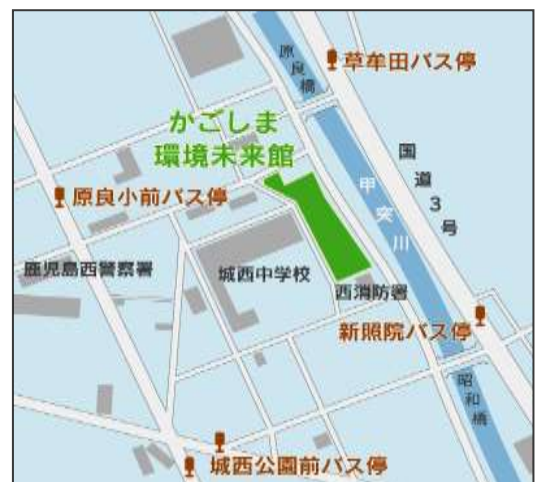 原良橋
草牟田バス停
かごしま
環境未来館
国道3号
甲突川
原良小前バス停
鹿児島西警察署
城西中学校
西消防署
新照院バス停
昭和橋
城西公園前バス停